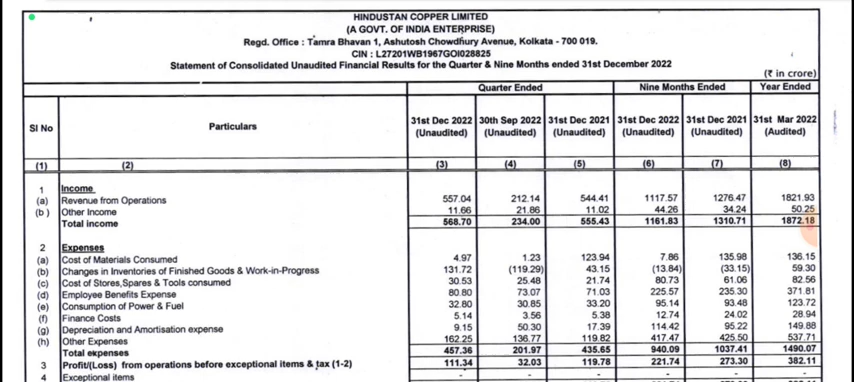 HINDUSTAN COPPER LIMITED
(A GOVT. OF INDIA ENTERPRISE)
Regd. Office : Tamra Bhavan 1, Ashutosh Chowdhury Avenue, Kolkata - 700 019.
CIN : L27201WB1967GOI028825
Statement of Consolidated Unaudited Financial Results for the Quarter & Nine Months ended 31st December 2022
(₹ in crore)
Quarter Ended Nine Months Ended Year Ended
Sl No Particulars 31st Dec 2022 (Unaudited) 30th Sep 2022 (Unaudited) 31st Dec 2021 (Unaudited) 31st Dec 2022 (Unaudited) 31st Dec 2021 (Unaudited) 31st Mar 2022 (Audited)
(1) (2) (3) (4) (5) (6) (7) (8)
1 Income
(a) Revenue from Operations 557.04 212.14 544.41 1117.57 1276.47 1821.93
(b) Other Income 11.66 21.86 11.02 44.26 34.24 50.25
Total income 568.70 234.00 555.43 1161.83 1310.71 1872.18
2 Expenses
(a) Cost of Materials Consumed 4.97 1.23 123.94 7.86 135.98 136.15
(b) Changes in Inventories of Finished Goods & Work-in-Progress 131.72 (119.29) 43.15 (13.84) (33.15) 59.30
(c) Cost of Stores,Spares & Tools consumed 30.53 25.48 21.74 80.73 61.06 82.56
(d) Employee Benefits Expense 80.80 73.07 71.03 225.57 235.30 371.81
(e) Consumption of Power & Fuel 32.80 30.85 33.20 95.14 93.48 123.72
(f) Finance Costs 5.14 3.56 5.38 12.74 24.02 28.94
(g) Depreciation and Amortisation expense 9.15 50.30 17.39 114.42 95.22 149.88
(h) Other Expenses 162.25 136.77 119.82 417.47 425.50 537.71
Total expenses 457.36 201.97 435.65 940.09 1037.41 1490.07
3 Profit/(Loss) from operations before exceptional items & tax (1-2) 111.34 32.03 119.78 221.74 273.30 382.11
4 Exceptional items - - - - - -